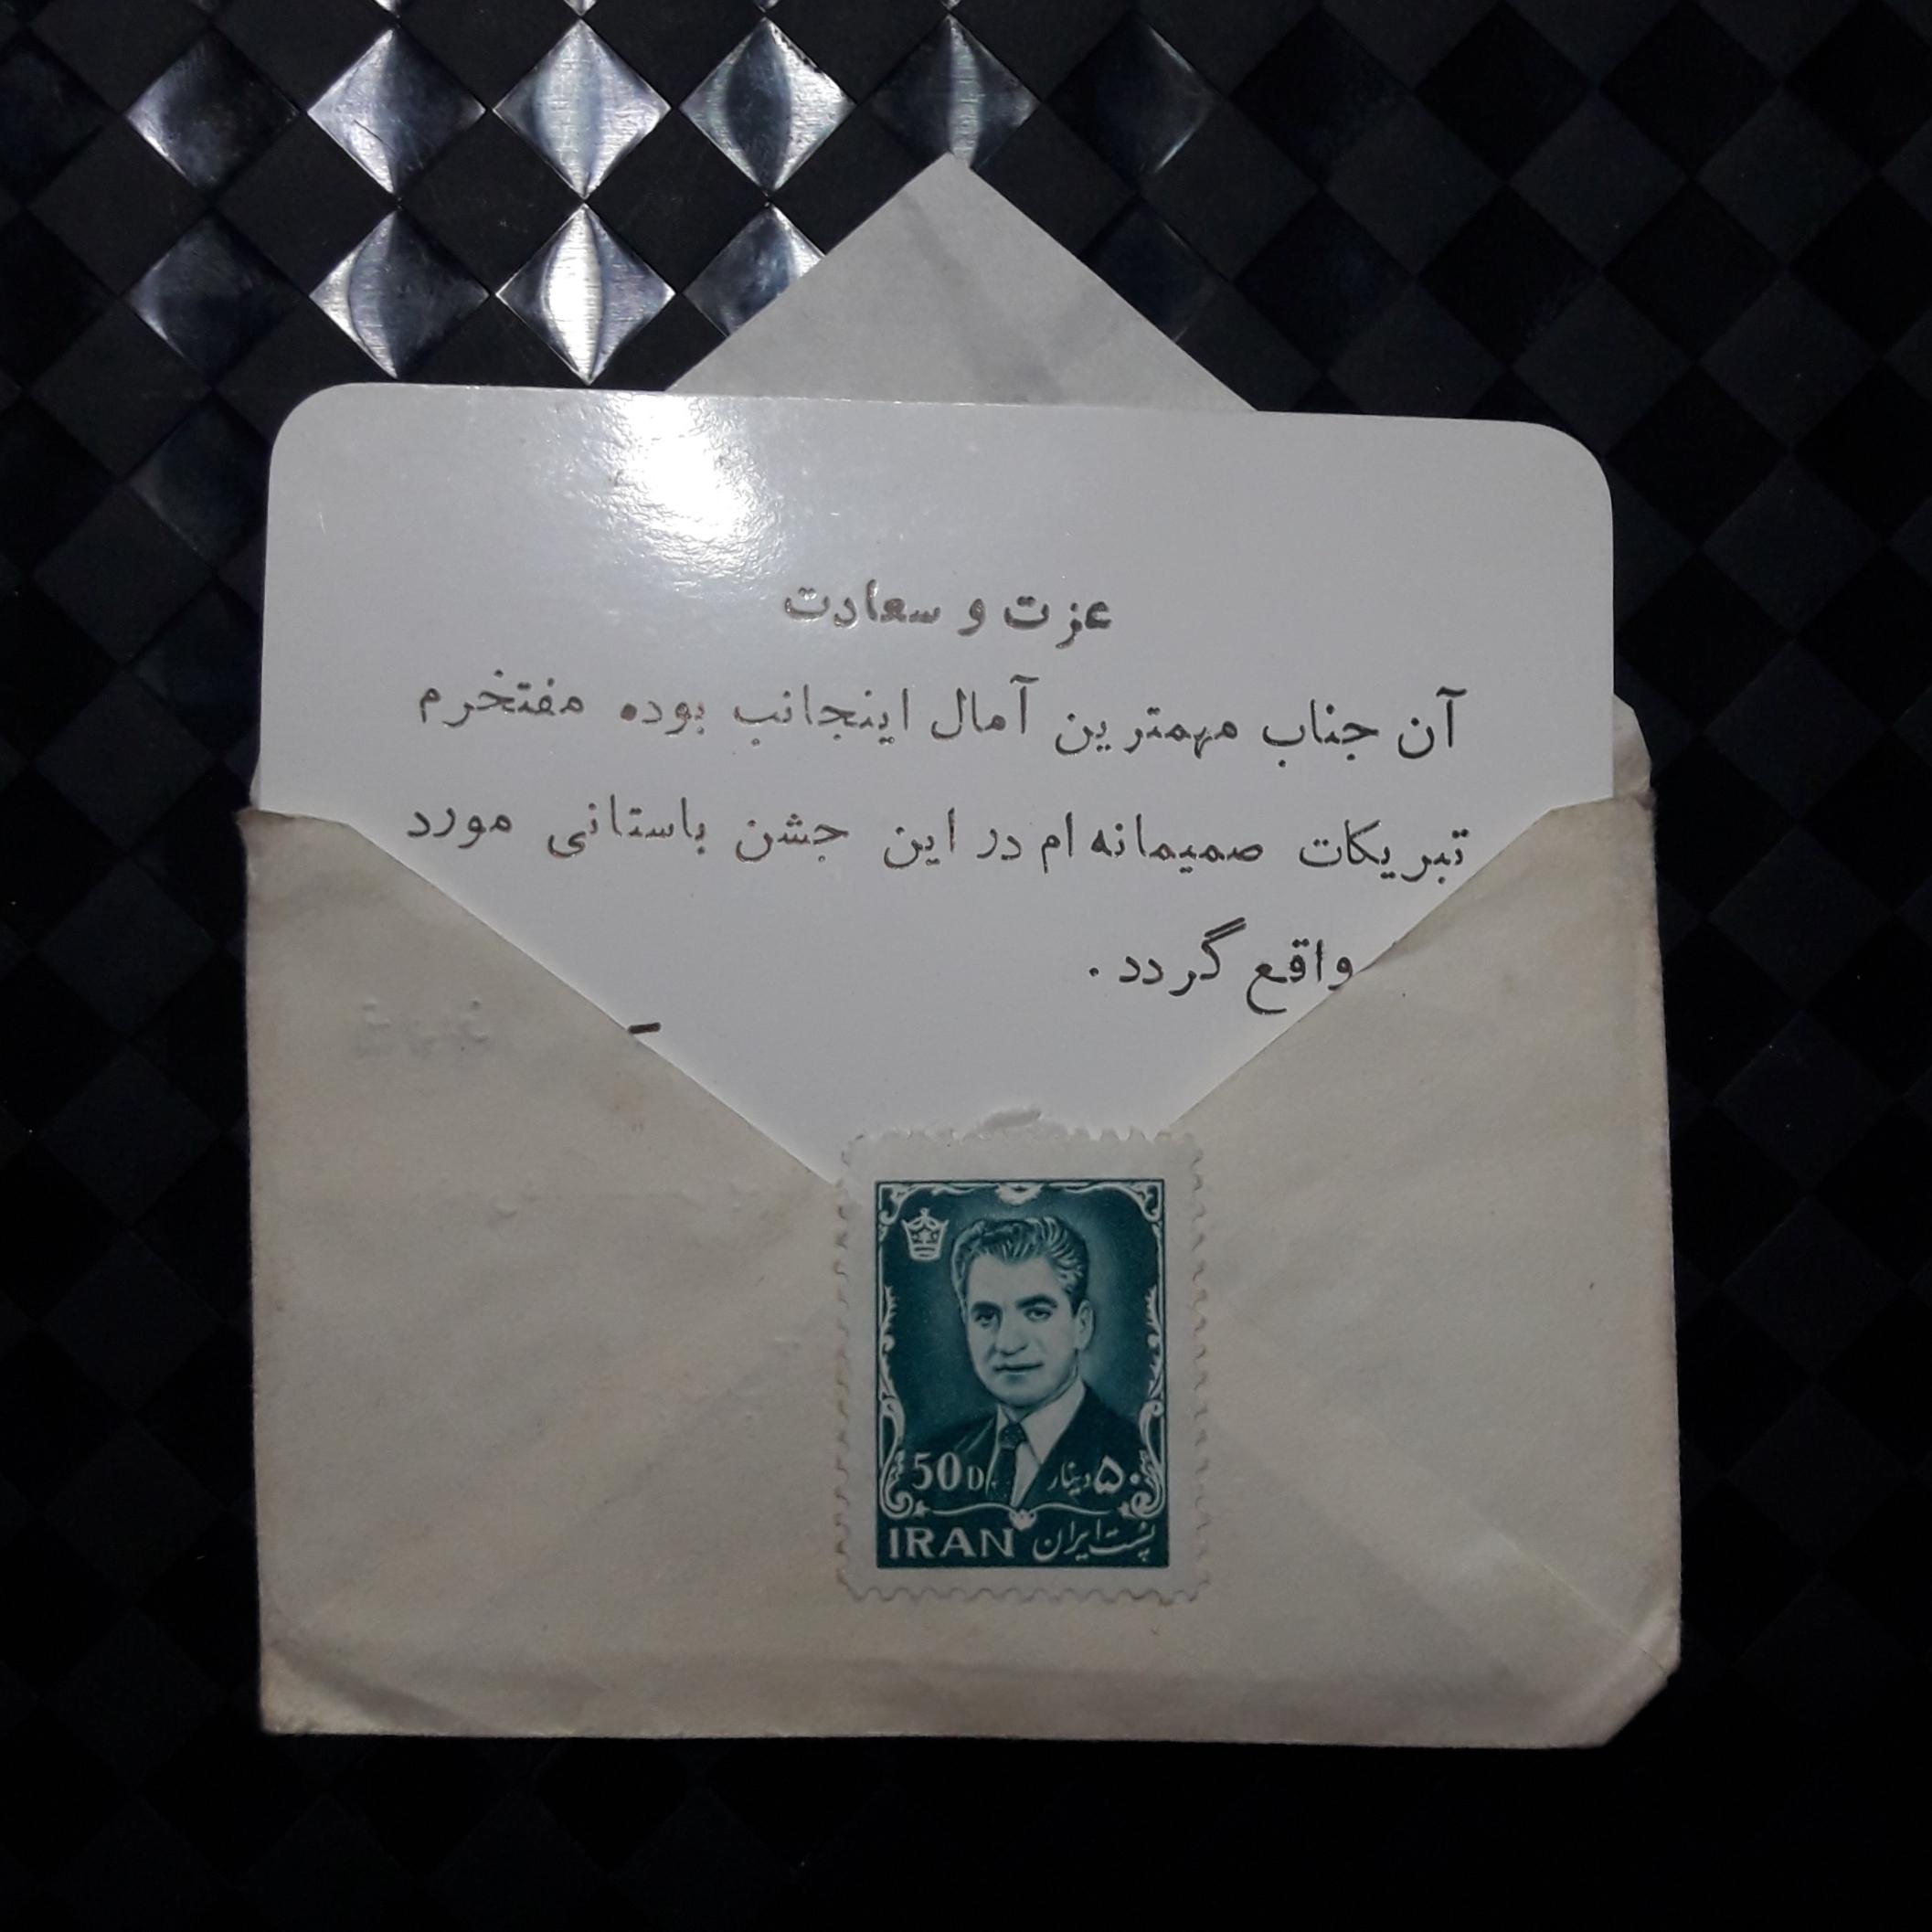 عزت و سعادت
آن جناب مهمترین آمال اینجانب بوده مفتخرم
تبریکات صمیمانه ام در این جشن باستانی مورد
واقع گردد .
50D. ۵۰ دینار
IRAN پست ایران